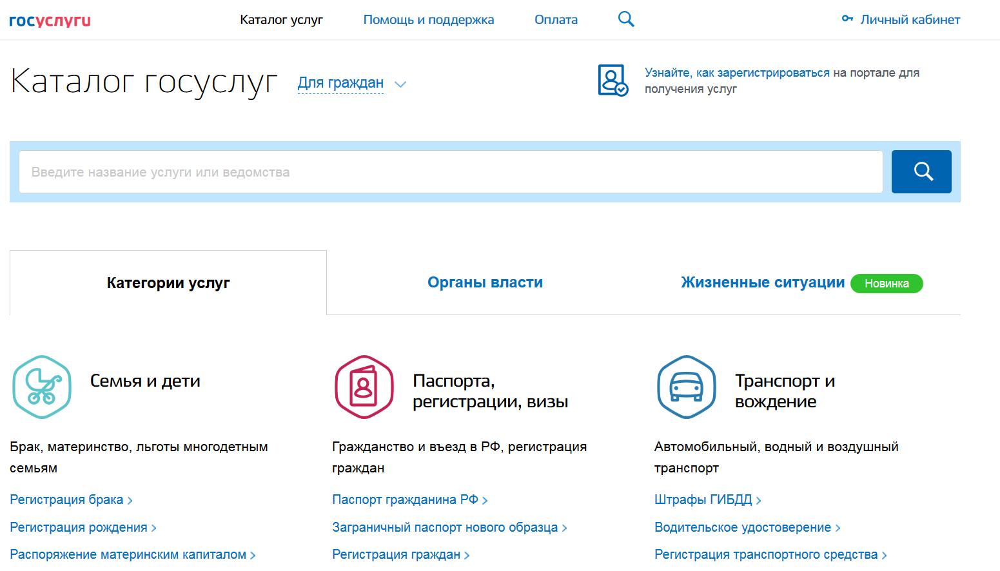 госуслуги
Каталог услуг
Помощь и поддержка
Оплата
Личный кабинет
Каталог госуслуг
Для граждан
Узнайте, как зарегистрироваться на портале для
получения услуг
Введите название услуги или ведомства
Категории услуг
Органы власти
Жизненные ситуации
Новинка
Семья и дети
Брак, материнство, льготы многодетным
семьям
Регистрация брака
Регистрация рождения
Распоряжение материнским капиталом
Паспорта,
регистрации, визы
Гражданство и въезд в РФ, регистрация
граждан
Паспорт гражданина РФ
Заграничный паспорт нового образца
Регистрация граждан
Транспорт и
вождение
Автомобильный, водный и воздушный
транспорт
Штрафы ГИБДД
Водительское удостоверение
Регистрация транспортного средства